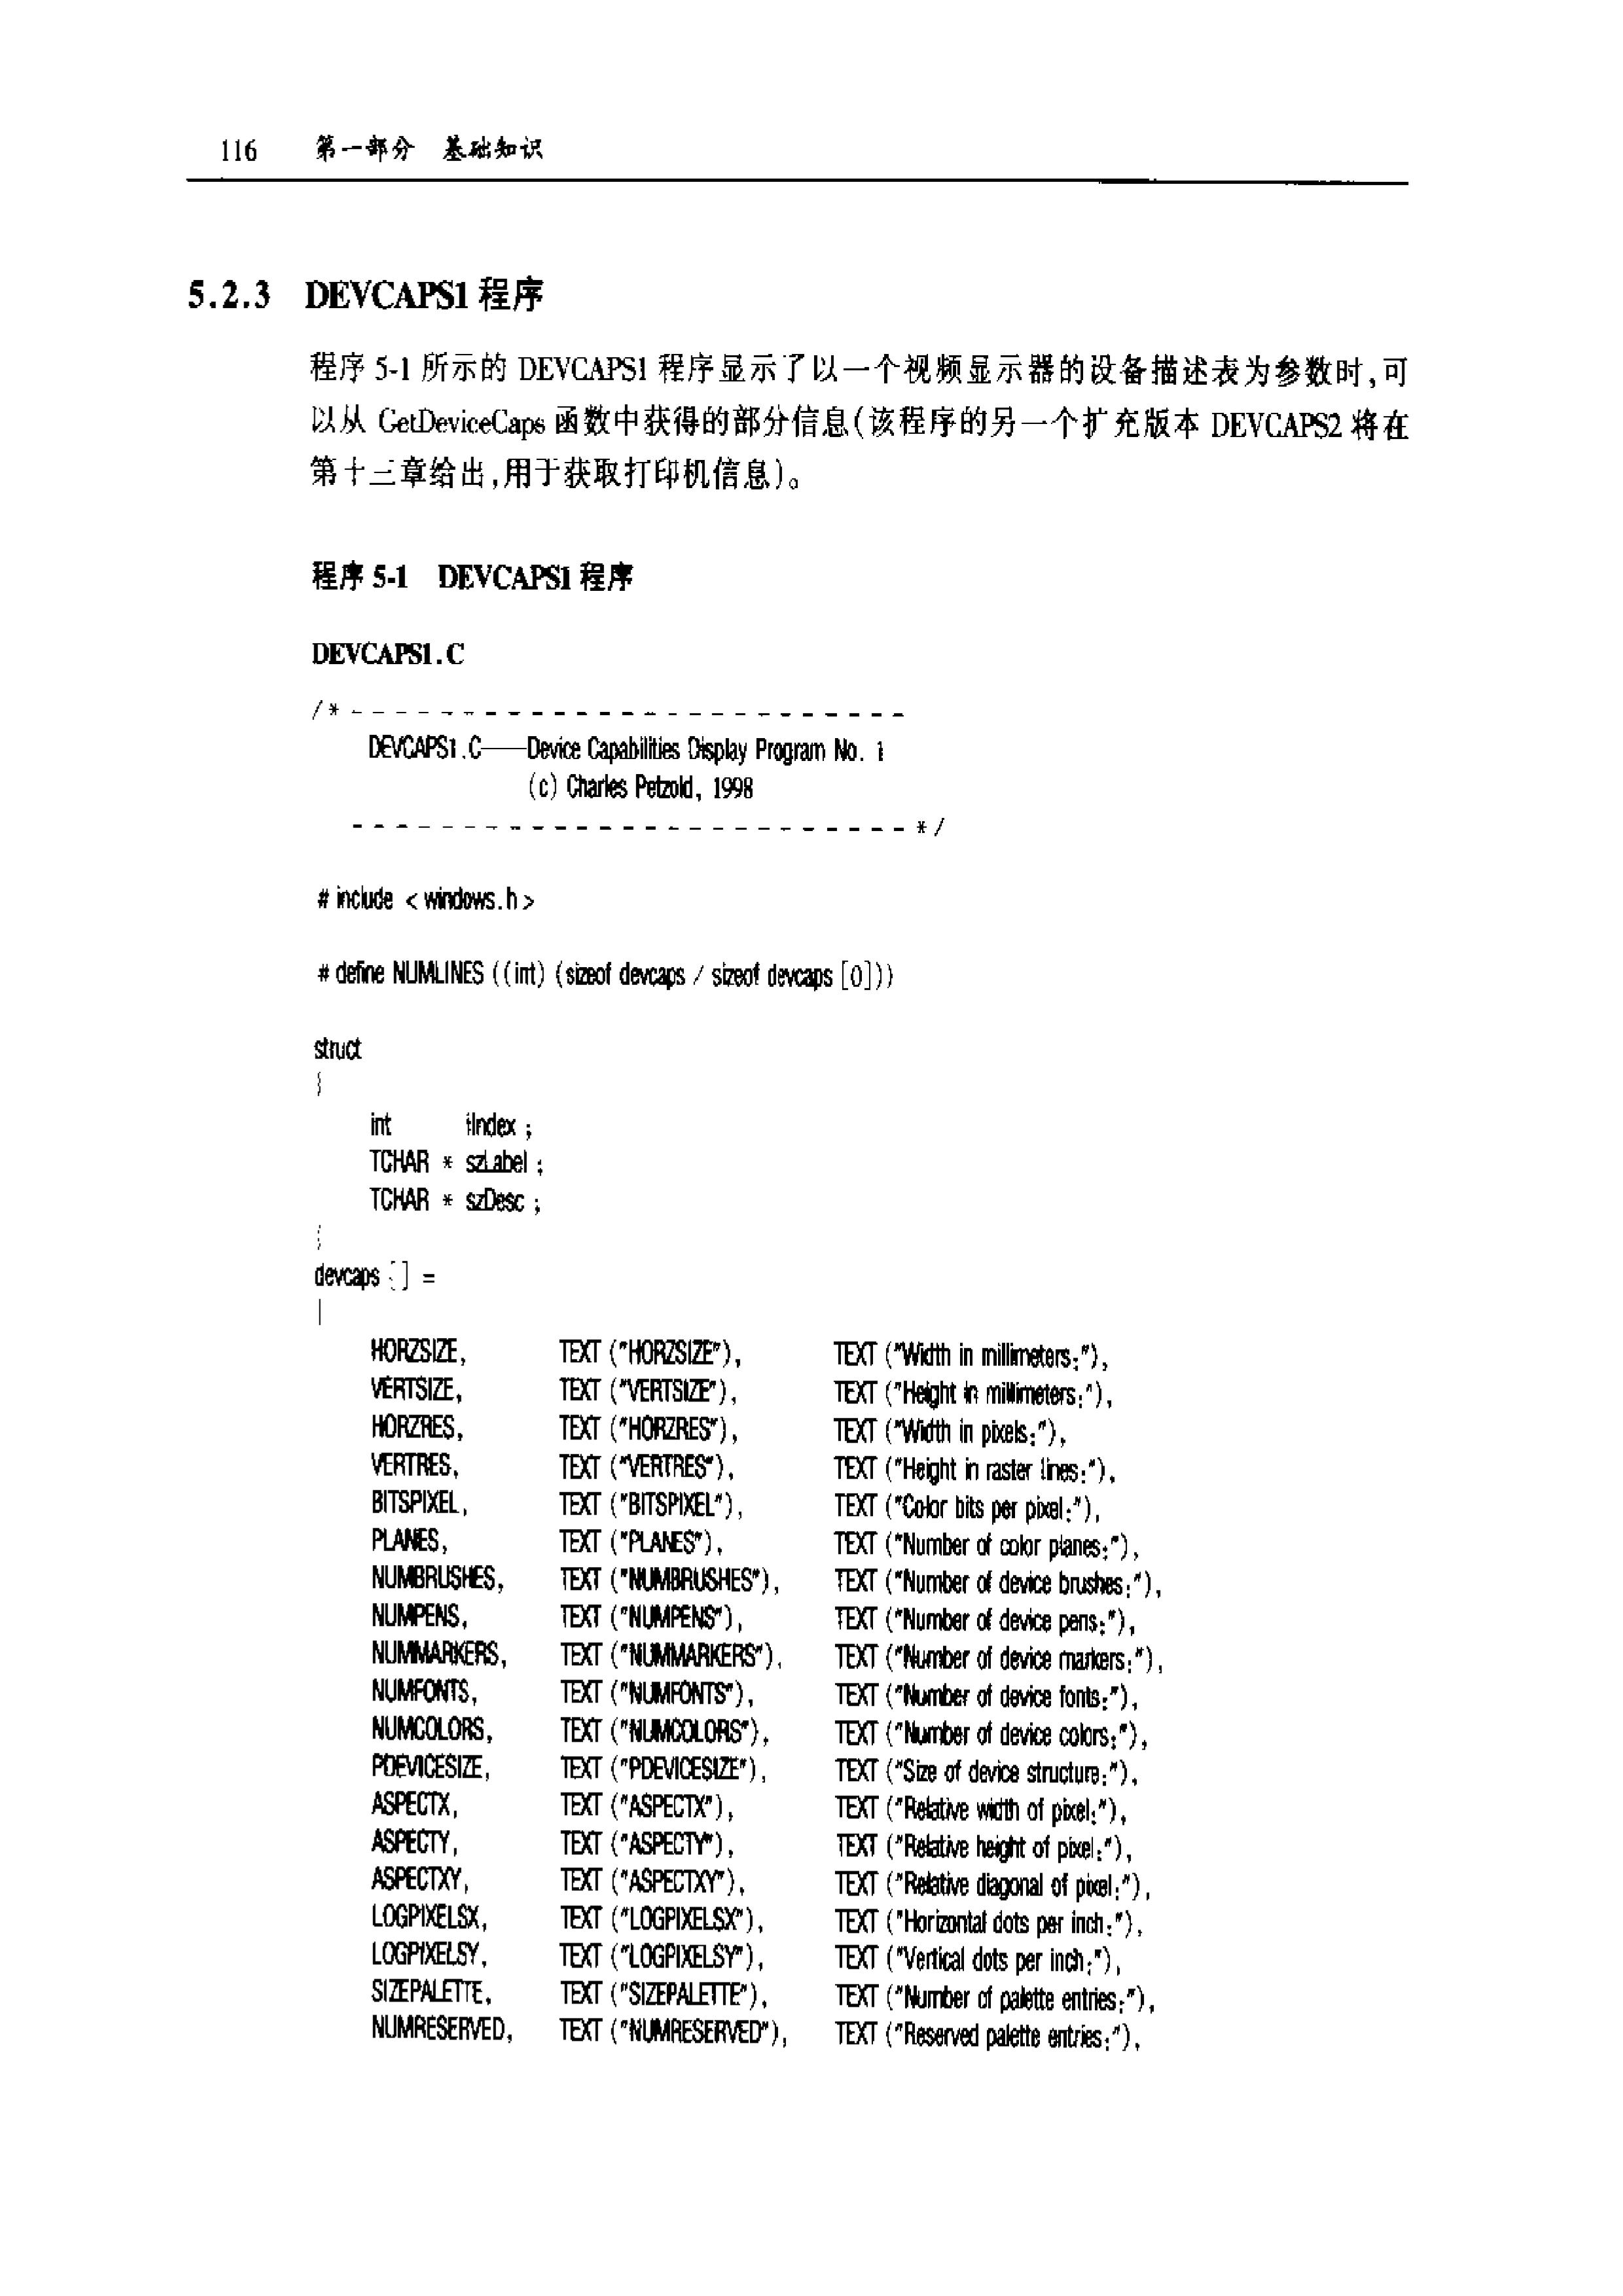 116 第一部分 基础知识
5.2.3 DEVCAPS1 程序
程序 5-1 所示的 DEVCAPS1 程序显示了以一个视频显示器的设备描述表为参数时,可
以从 GetDeviceCaps 函数中获得的部分信息(该程序的另一个扩充版本 DEVCAPS2 将在
第十三章给出,用于获取打印机信息)。
程序 5-1 DEVCAPS1 程序
DEVCAPS1.C
/* - - - - - - - - - - - - - - - - - - - - - - - - -
DEVCAPS1.C——Device Capabilities Display Program No. 1
(c) Charles Petzold, 1998
- - - - - - - - - - - - - - - - - - - - - - - - - */
# include < windows.h >
# define NUMLINES ((int) (sizeof devcaps / sizeof devcaps [0]))
struct
{
int iIndex ;
TCHAR * szLabel ;
TCHAR * szDesc ;
}
devcaps [] =
{
HORZSIZE, TEXT ("HORZSIZE"), TEXT ("Width in millimeters:"),
VERTSIZE, TEXT ("VERTSIZE"), TEXT ("Height in millimeters:"),
HORZRES, TEXT ("HORZRES"), TEXT ("Width in pixels:"),
VERTRES, TEXT ("VERTRES"), TEXT ("Height in raster lines:"),
BITSPIXEL, TEXT ("BITSPIXEL"), TEXT ("Color bits per pixel:"),
PLANES, TEXT ("PLANES"), TEXT ("Number of color planes:"),
NUMBRUSHES, TEXT ("NUMBRUSHES"), TEXT ("Number of device brushes:"),
NUMPENS, TEXT ("NUMPENS"), TEXT ("Number of device pens:"),
NUMMARKERS, TEXT ("NUMMARKERS"), TEXT ("Number of device markers:"),
NUMFONTS, TEXT ("NUMFONTS"), TEXT ("Number of device fonts:"),
NUMCOLORS, TEXT ("NUMCOLORS"), TEXT ("Number of device colors:"),
PDEVICESIZE, TEXT ("PDEVICESIZE"), TEXT ("Size of device structure:"),
ASPECTX, TEXT ("ASPECTX"), TEXT ("Relative width of pixel:"),
ASPECTY, TEXT ("ASPECTY"), TEXT ("Relative height of pixel:"),
ASPECTXY, TEXT ("ASPECTXY"), TEXT ("Relative diagonal of pixel:"),
LOGPIXELSX, TEXT ("LOGPIXELSX"), TEXT ("Horizontal dots per inch:"),
LOGPIXELSY, TEXT ("LOGPIXELSY"), TEXT ("Vertical dots per inch:"),
SIZEPALETTE, TEXT ("SIZEPALETTE"), TEXT ("Number of palette entries:"),
NUMRESERVED, TEXT ("NUMRESERVED"), TEXT ("Reserved palette entries:"),